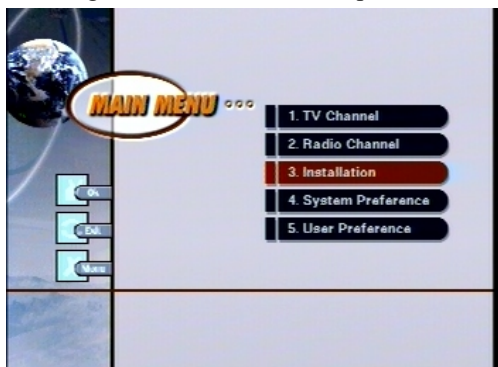 MAIN MENU
1. TV Channel
2. Radio Channel
3. Installation
4. System Preference
5. User Preference
Ok
Exit
Menu